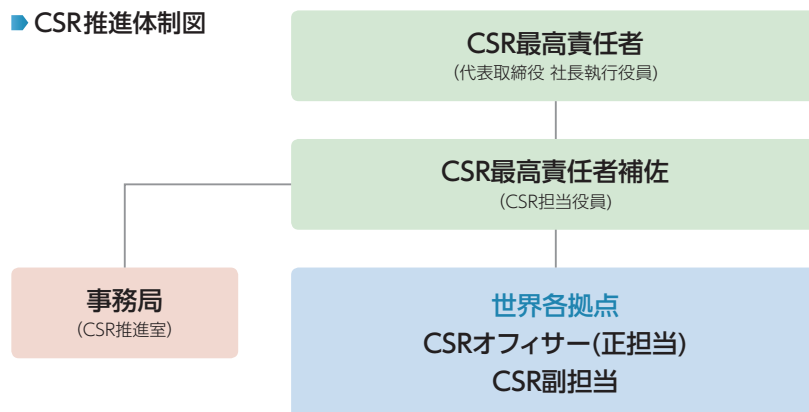 CSR推進体制図
CSR最高責任者
(代表取締役 社長執行役員)
CSR最高責任者補佐
(CSR担当役員)
事務局
(CSR推進室)
世界各拠点
CSRオフィサー(正担当)
CSR副担当